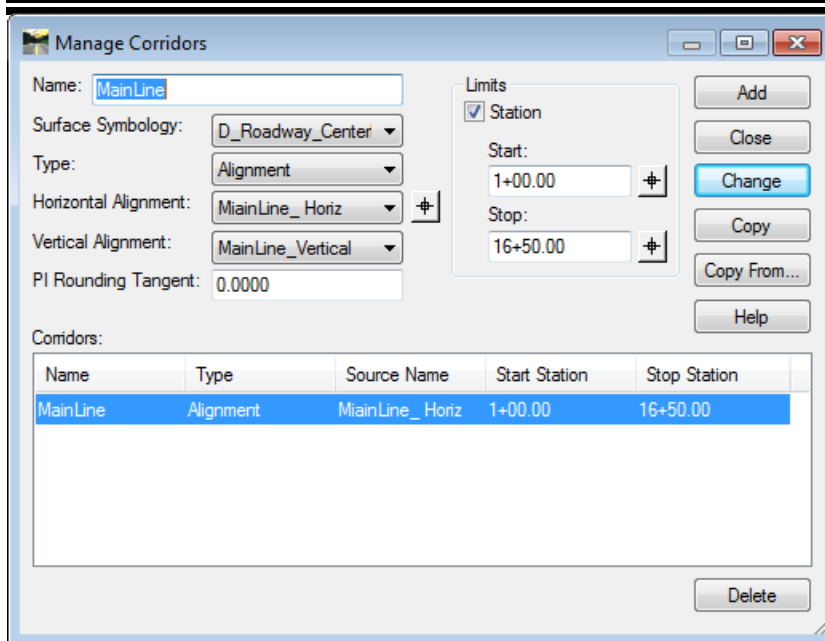 Manage Corridors
Name: MainLine
Surface Symbology: D_Roadway_Center
Type: Alignment
Horizontal Alignment: MiainLine_ Horiz
Vertical Alignment: MainLine_Vertical
PI Rounding Tangent: 0.0000
Limits
Station
Start:
1+00.00
Stop:
16+50.00
Add
Close
Change
Copy
Copy From...
Help
Corridors:
Name Type Source Name Start Station Stop Station
MainLine Alignment MiainLine_ Horiz 1+00.00 16+50.00
Delete